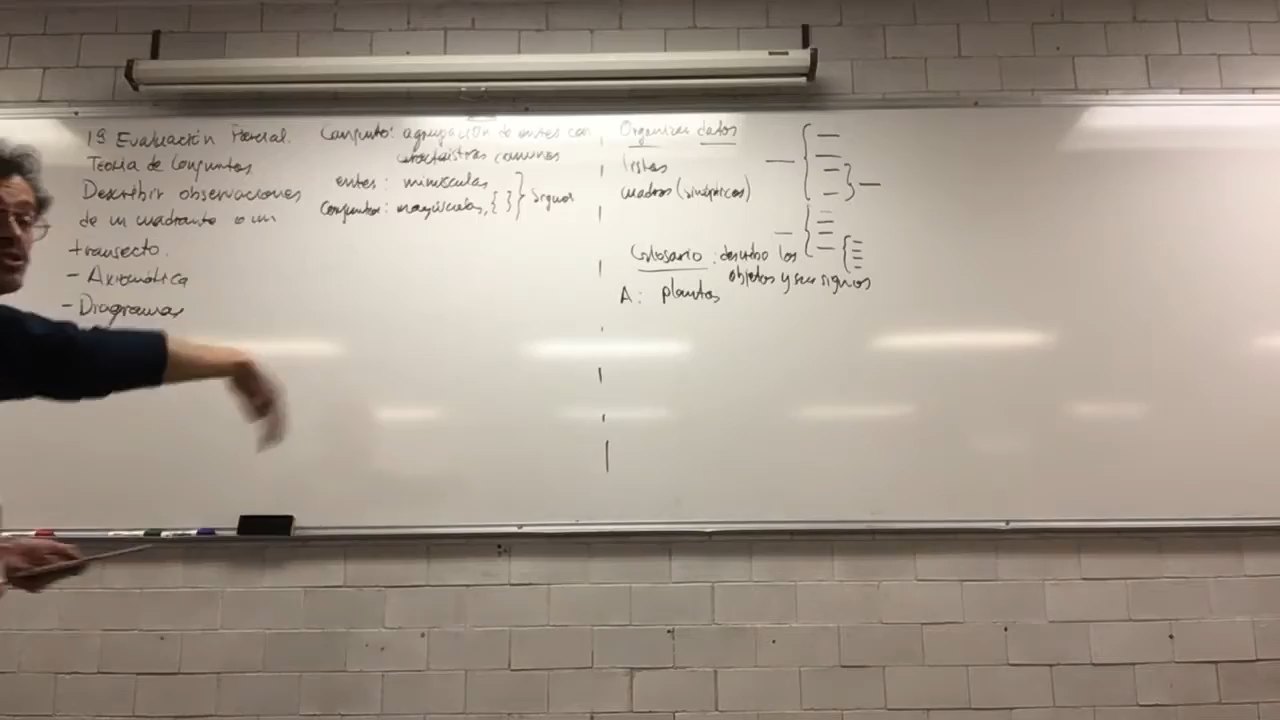 1ª Evaluación Parcial.
Teoría de Conjuntos
Describir observaciones
de un cuadrante o un
transecto.
- Axiomática
- Diagramas
Conjunto: agrupación de entes con
características comunes
entes: minúsculas
Conjuntos: mayúsculas, { } } Signos
Organizar datos
listas
cuadros (sinópticos)
Glosario: describo los
objetos y sus signos
A: plantas